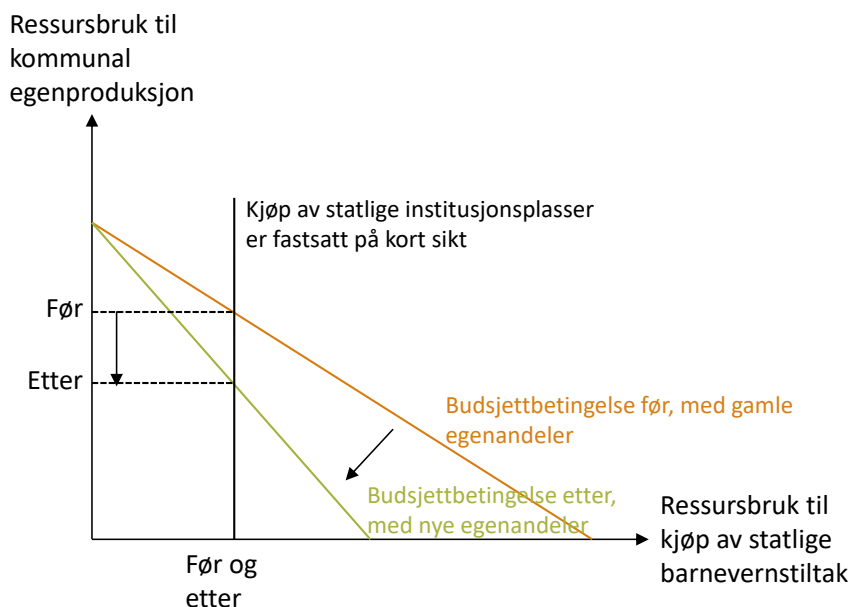 Ressursbruk til
kommunal
egenproduksjon
Kjøp av statlige institusjonsplasser
er fastsatt på kort sikt
Før
Etter
Budsjettbetingelse før, med gamle
egenandeler
Budsjettbetingelse etter,
med nye egenandeler
Ressursbruk til
kjøp av statlige
barnevernstiltak
Før og
etter